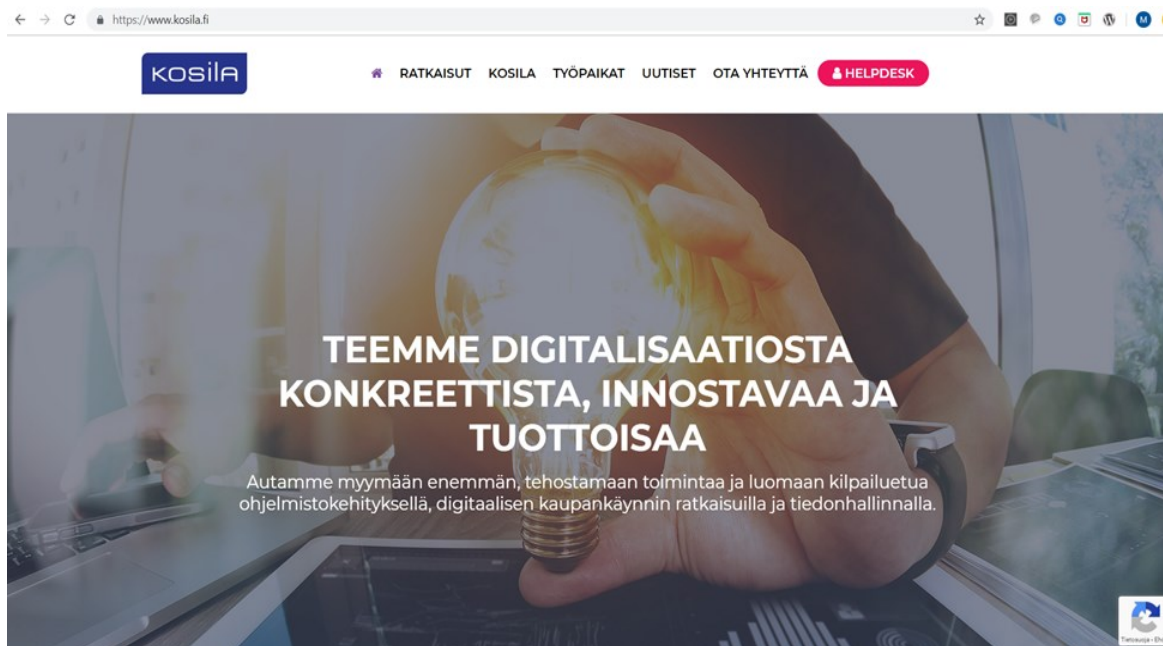 https://www.kosila.fi
KOSILA
RATKAISUT KOSILA TYÖPAIKAT UUTISET OTA YHTEYTTÄ HELPDESK
TEEMME DIGITALISAATIOSTA
KONKREETTISTA, INNOSTAVAA JA
TUOTTOISAA
Autamme myymään enemmän, tehostamaan toimintaa ja luomaan kilpailuetua
ohjelmistokehityksellä, digitaalisen kaupankäynnin ratkaisuilla ja tiedonhallinnalla.
Tietosuoja -